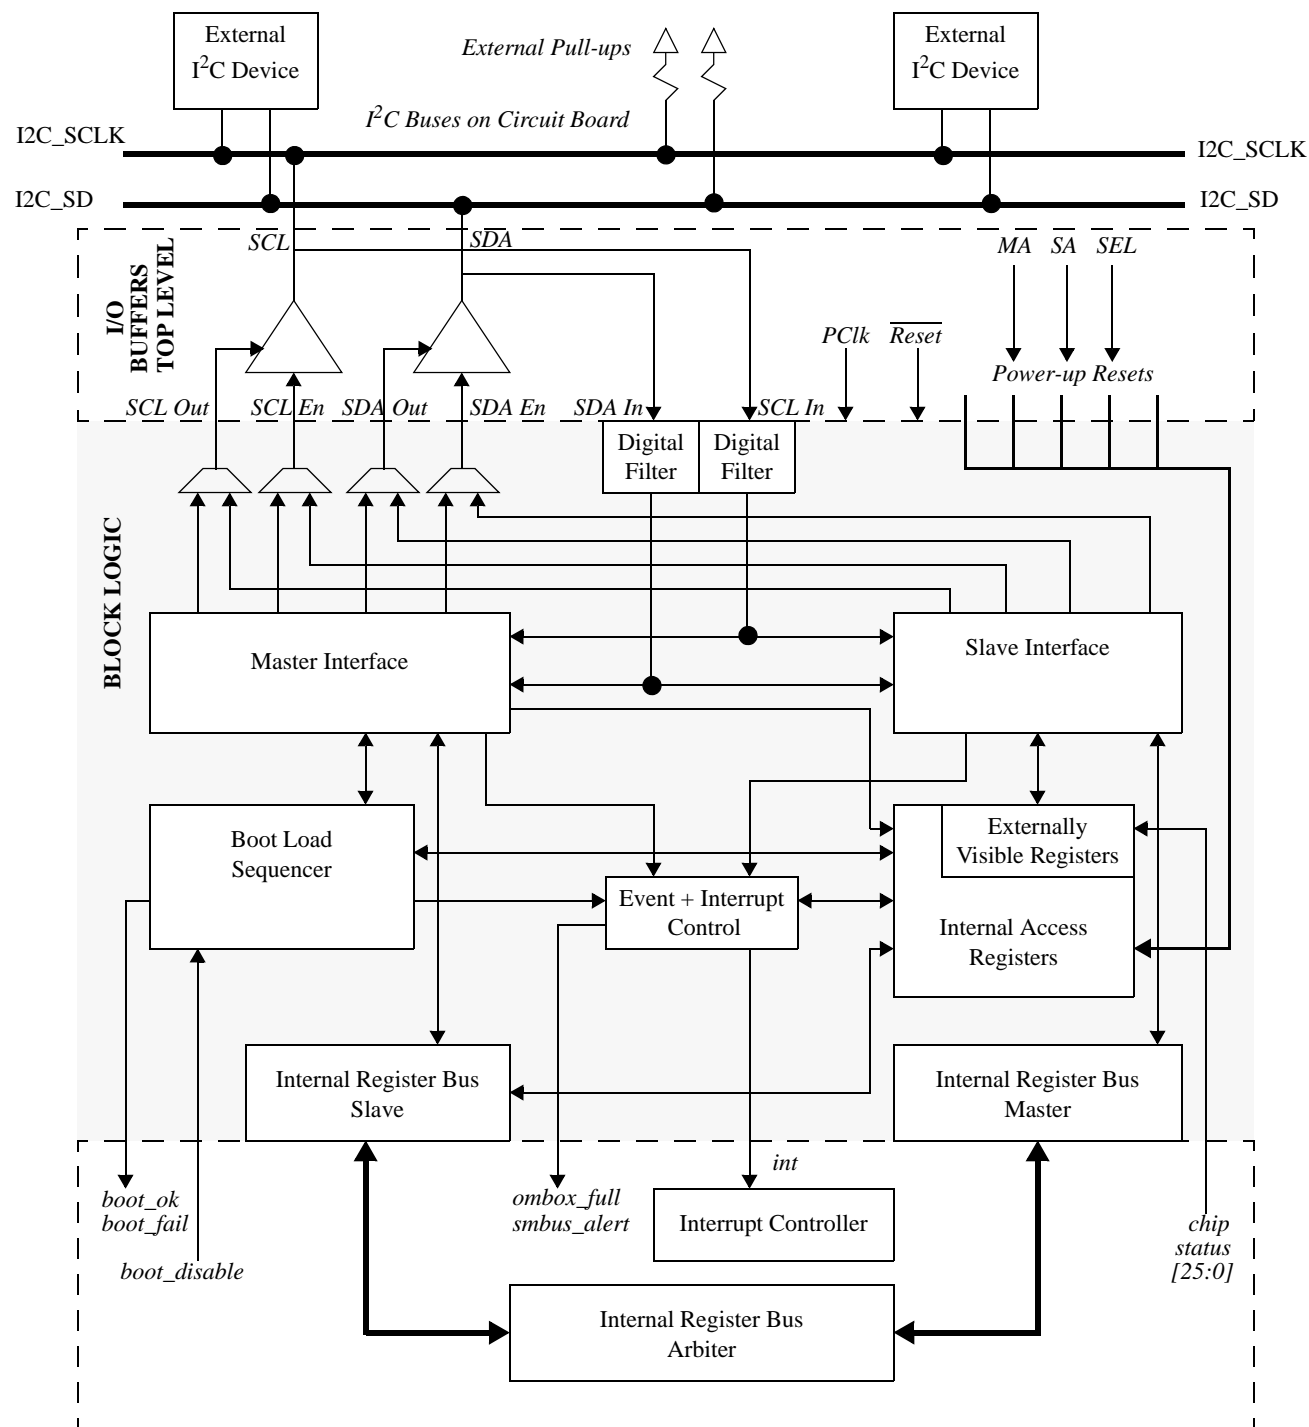 External
I²C Device
External Pull-ups
External
I²C Device
I²C Buses on Circuit Board
I2C_SCLK
I2C_SCLK
I2C_SD
I2C_SD
I/O
BUFFERS
TOP LEVEL
SCL
SDA
MA
SA
SEL
PClk
Reset
Power-up Resets
SCL Out
SCL En
SDA Out
SDA En
SDA In
SCL In
Digital
Filter
Digital
Filter
BLOCK LOGIC
Master Interface
Slave Interface
Boot Load
Sequencer
Externally
Visible Registers
Event + Interrupt
Control
Internal Access
Registers
Internal Register Bus
Slave
Internal Register Bus
Master
int
boot_ok
boot_fail
boot_disable
ombox_full
smbus_alert
Interrupt Controller
chip
status
[25:0]
Internal Register Bus
Arbiter